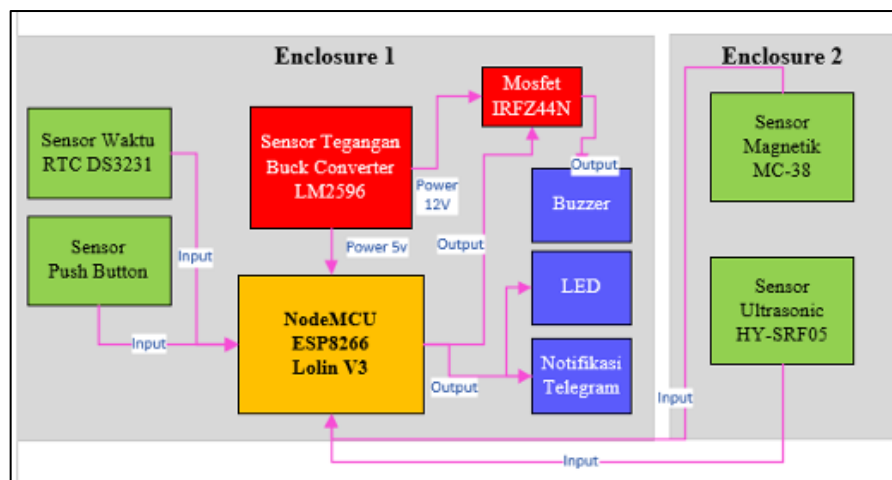 Enclosure 1
Sensor Waktu
RTC DS3231
Sensor
Push Button
Input
Input
Sensor Tegangan
Buck Converter
LM2596
Power
12V
Power 5v
Mosfet
IRFZ44N
Output
Buzzer
Output
LED
NodeMCU
ESP8266
Lolin V3
Output
Notifikasi
Telegram
Enclosure 2
Sensor
Magnetik
MC-38
Sensor
Ultrasonic
HY-SRF05
Input
Input